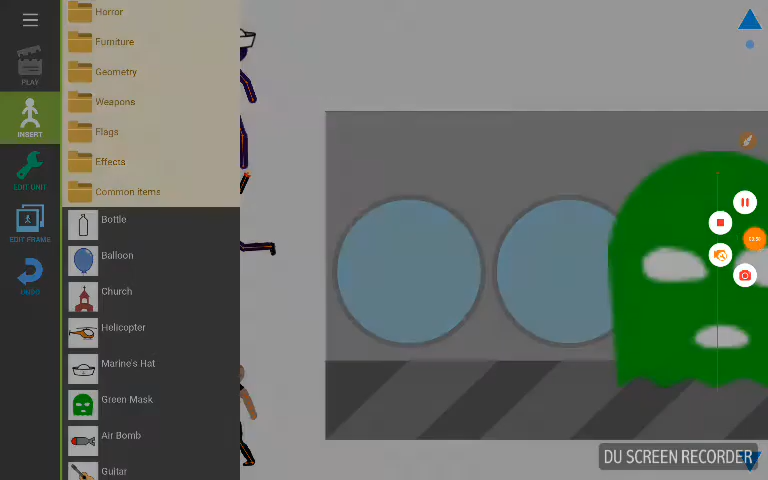 Horror
Furniture
Geometry
PLAY
Weapons
INSERT
Flags
Effects
EDIT UNIT
Common items
Bottle
EDIT FRAME
Balloon
UNDO
Church
Helicopter
Marine's Hat
Green Mask
Air Bomb
Guitar
DU SCREEN RECORDER